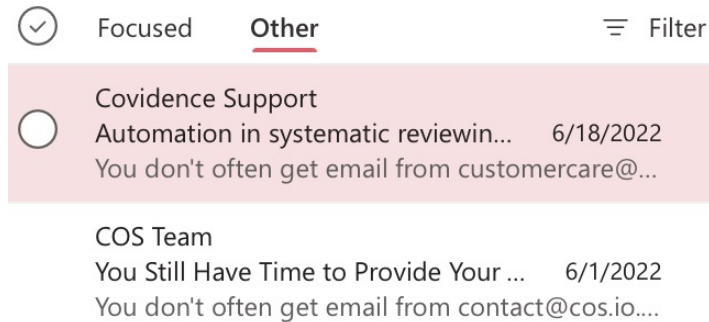 Focused Other Filter
Covidence Support
Automation in systematic reviewin... 6/18/2022
You don't often get email from customercare@...
COS Team
You Still Have Time to Provide Your ... 6/1/2022
You don't often get email from contact@cos.io....